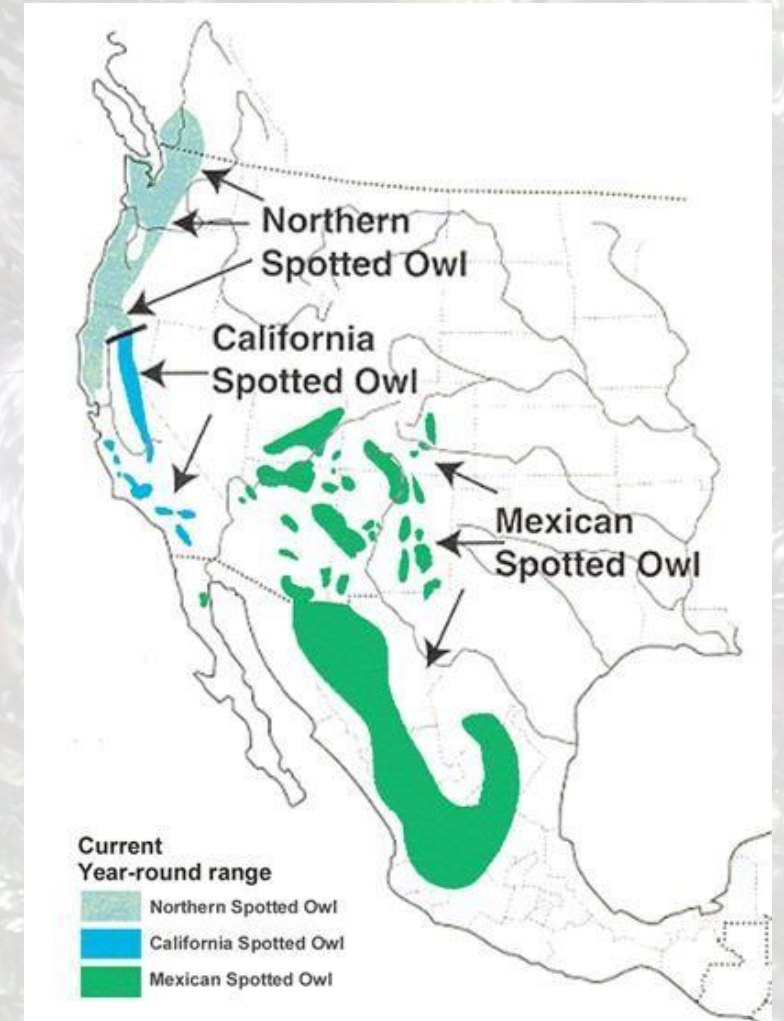 Northern
Spotted Owl
California
Spotted Owl
Mexican
Spotted Owl
Current
Year-round range
Northern Spotted Owl
California Spotted Owl
Mexican Spotted Owl